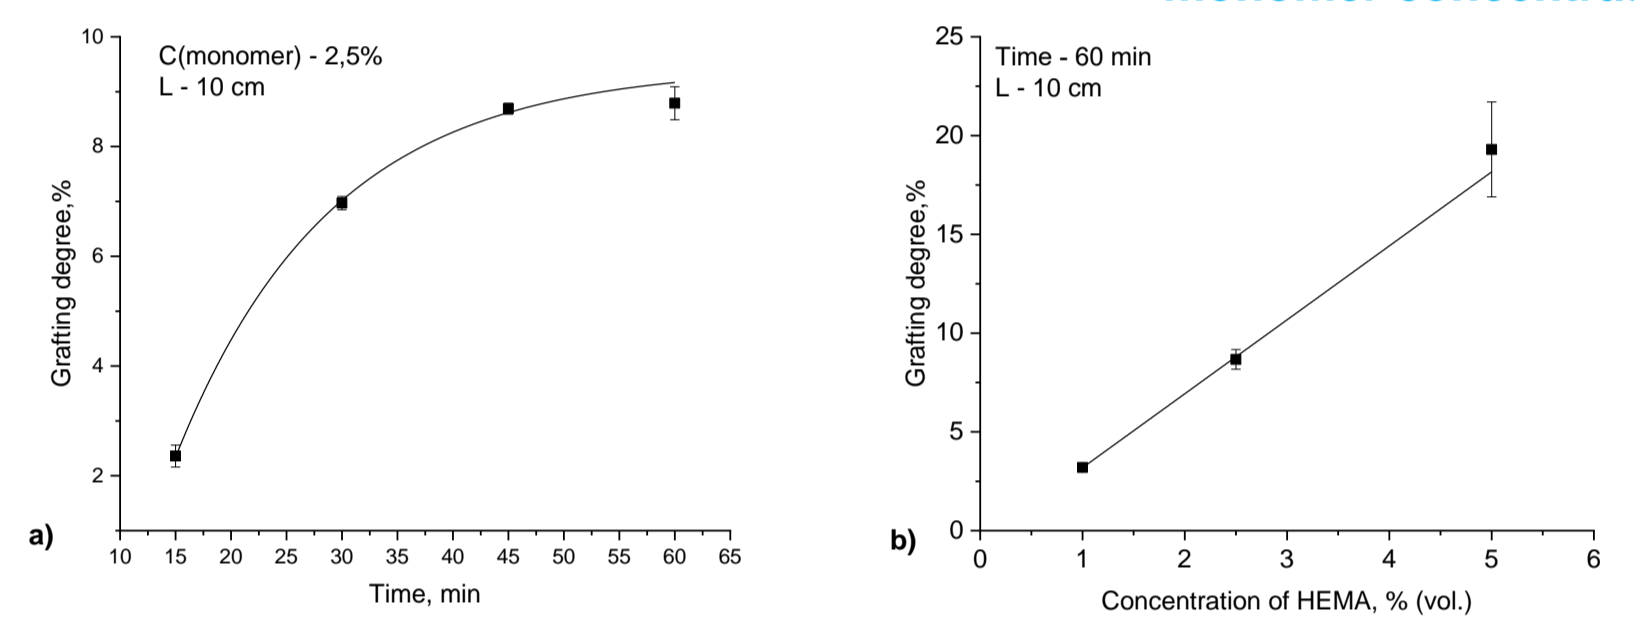 C(monomer) - 2,5%
L - 10 cm
10
8
6
4
2
Grafting degree,%
10 15 20 25 30 35 40 45 50 55 60 65
Time, min
a)
Time - 60 min
L - 10 cm
25
20
15
10
5
0
Grafting degree,%
0 1 2 3 4 5 6
Concentration of HEMA, % (vol.)
b)